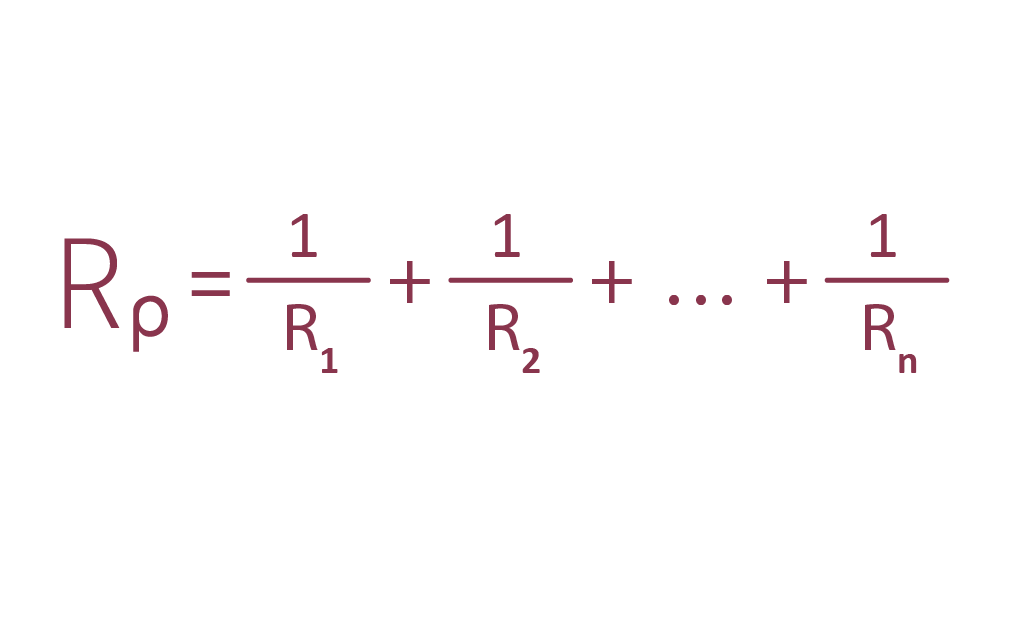 Rρ = 1/R₁ + 1/R₂ + ... + 1/Rₙ